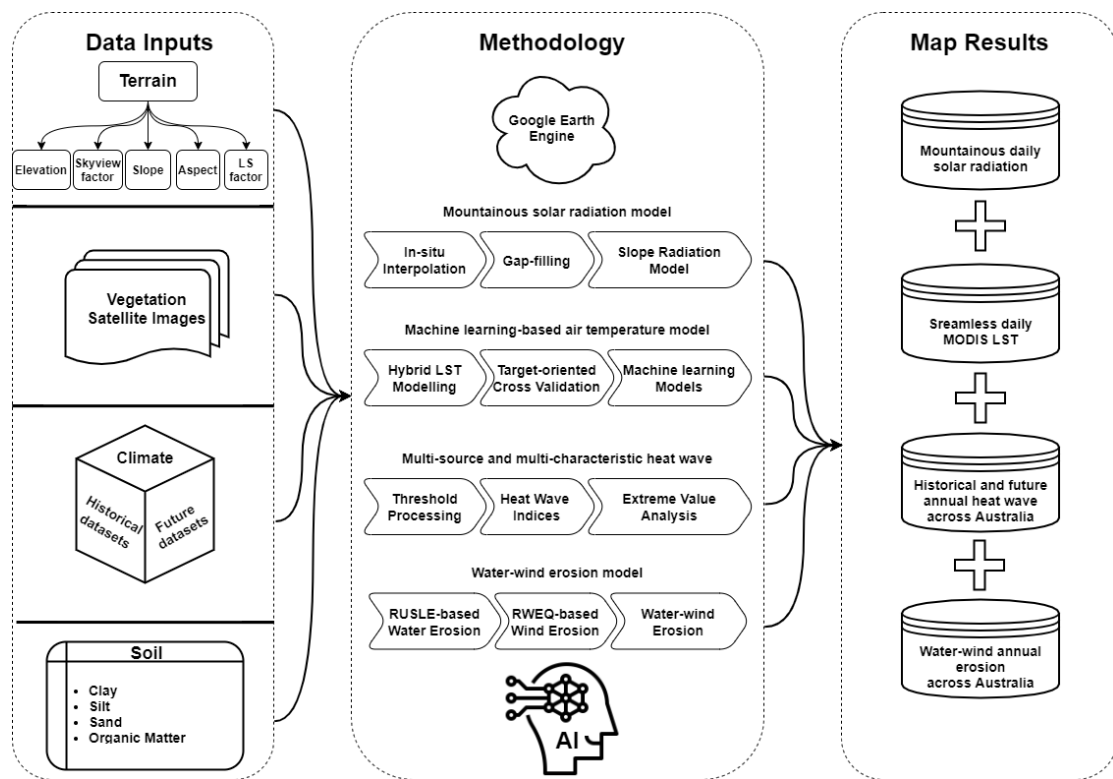 Data Inputs
Terrain
Elevation
Skyview
factor
Slope
Aspect
LS
factor
Vegetation
Satellite Images
Climate
Historical
datasets
Future
datasets
Soil
• Clay
• Silt
• Sand
• Organic Matter
Methodology
Google Earth
Engine
Mountainous solar radiation model
In-situ
Interpolation
Gap-filling
Slope Radiation
Model
Machine learning-based air temperature model
Hybrid LST
Modelling
Target-oriented
Cross Validation
Machine learning
Models
Multi-source and multi-characteristic heat wave
Threshold
Processing
Heat Wave
Indices
Extreme Value
Analysis
Water-wind erosion model
RUSLE-based
Water Erosion
RWEQ-based
Wind Erosion
Water-wind
Erosion
AI
Map Results
Mountainous daily
solar radiation
Sreamless daily
MODIS LST
Historical and future
annual heat wave
across Australia
Water-wind annual
erosion
across Australia